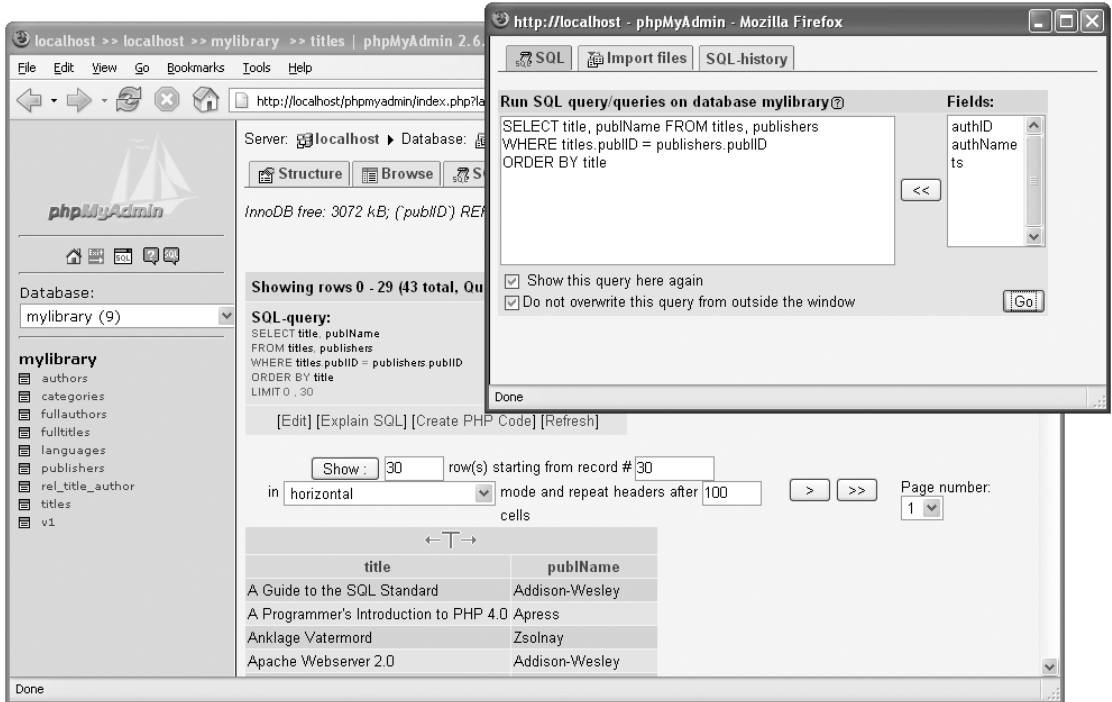 localhost >> localhost >> mylibrary >> titles | phpMyAdmin 2.6.
File Edit View Go Bookmarks Tools Help
http://localhost/phpmyadmin/index.php?la
phpMyAdmin
EXIT SQL ? SQL
Database:
mylibrary (9)
mylibrary
authors
categories
fullauthors
fulltitles
languages
publishers
rel_title_author
titles
v1
Server: localhost Database:
Structure Browse S
InnoDB free: 3072 kB; (`publID`) REF
Showing rows 0 - 29 (43 total, Qu
SQL-query:
SELECT title, publName
FROM titles, publishers
WHERE titles.publID = publishers.publID
ORDER BY title
LIMIT 0 , 30
[Edit] [Explain SQL] [Create PHP Code] [Refresh]
Show : 30 row(s) starting from record # 30
in horizontal mode and repeat headers after 100
cells
> >>
Page number:
1
←T→
title publName
A Guide to the SQL Standard Addison-Wesley
A Programmer's Introduction to PHP 4.0 Apress
Anklage Vatermord Zsolnay
Apache Webserver 2.0 Addison-Wesley
Done
http://localhost - phpMyAdmin - Mozilla Firefox
SQL Import files SQL-history
Run SQL query/queries on database mylibrary Fields:
SELECT title, publName FROM titles, publishers
WHERE titles.publID = publishers.publID
ORDER BY title
<<
authID
authName
ts
Show this query here again
Do not overwrite this query from outside the window
Go
Done